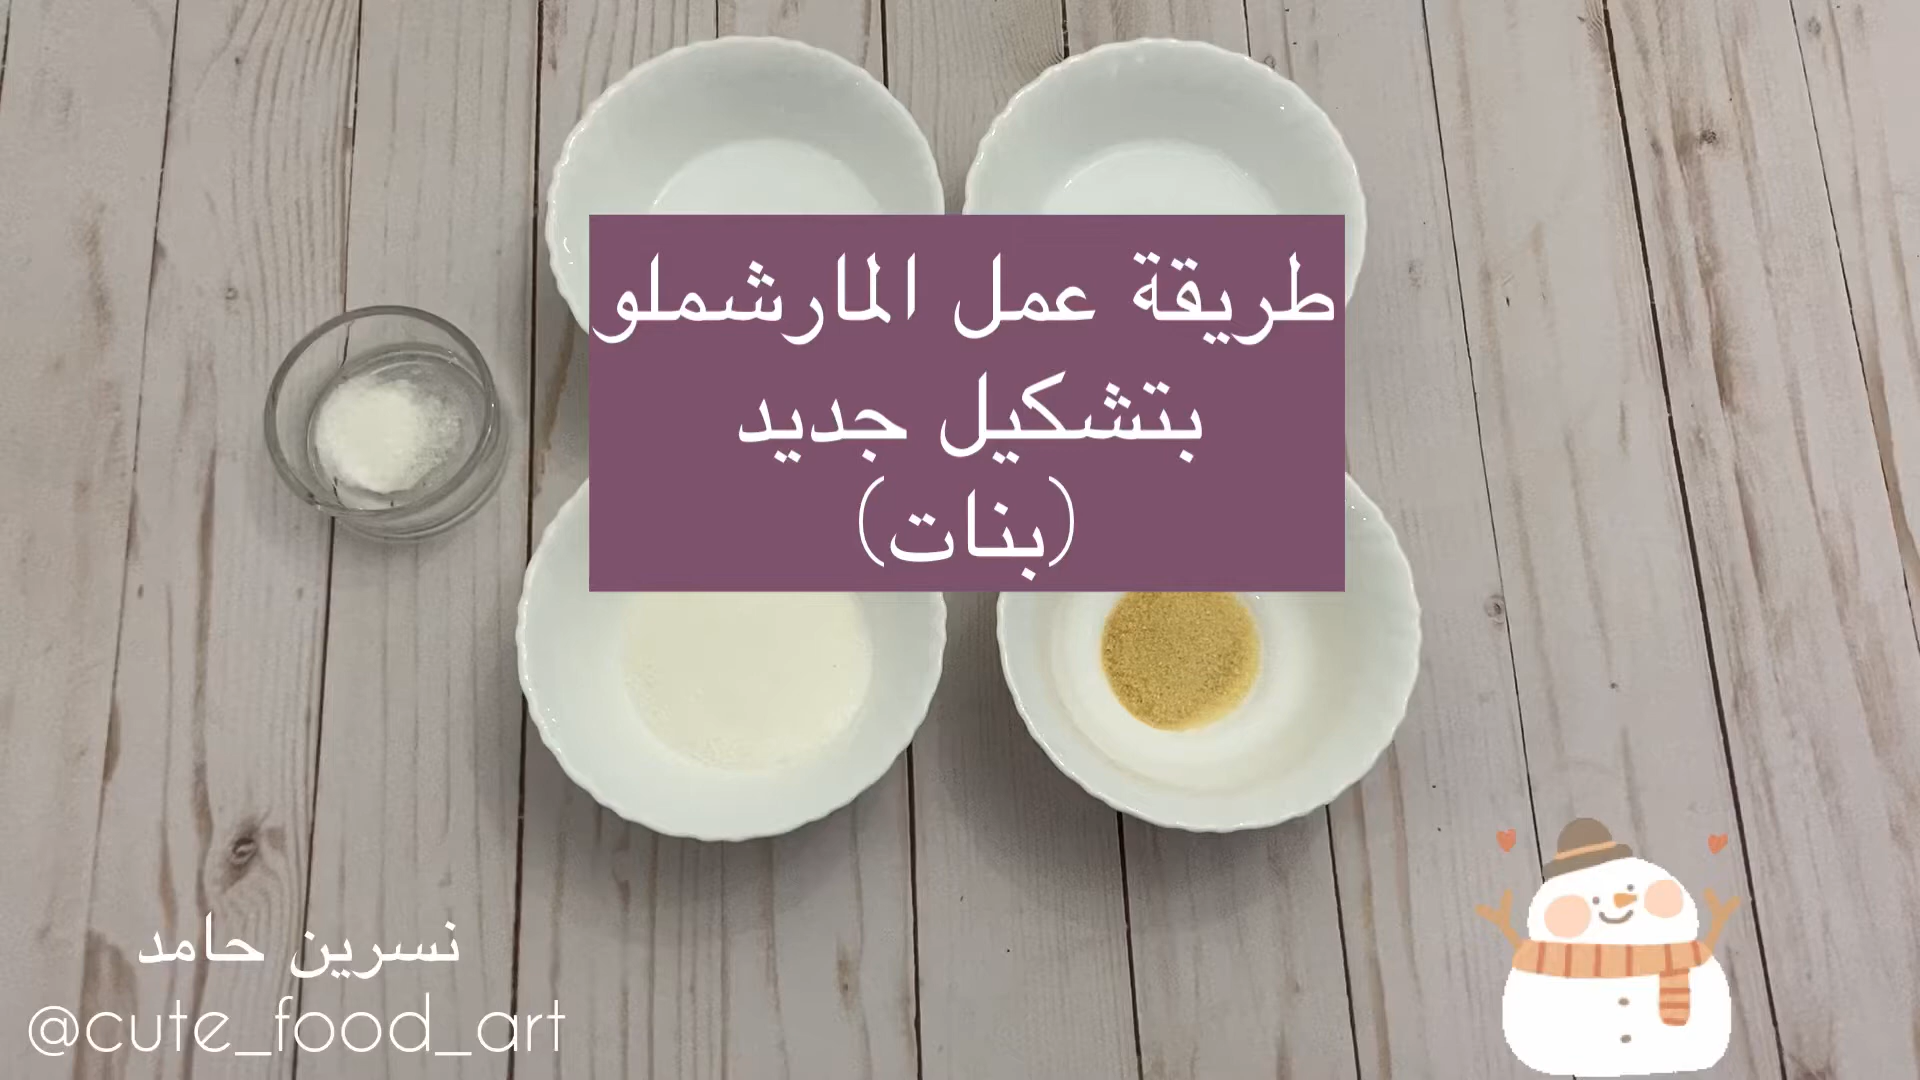 طريقة عمل المارشملو
بتشكيل جديد
(بنات)
نسرين حامد
@cute_food_art